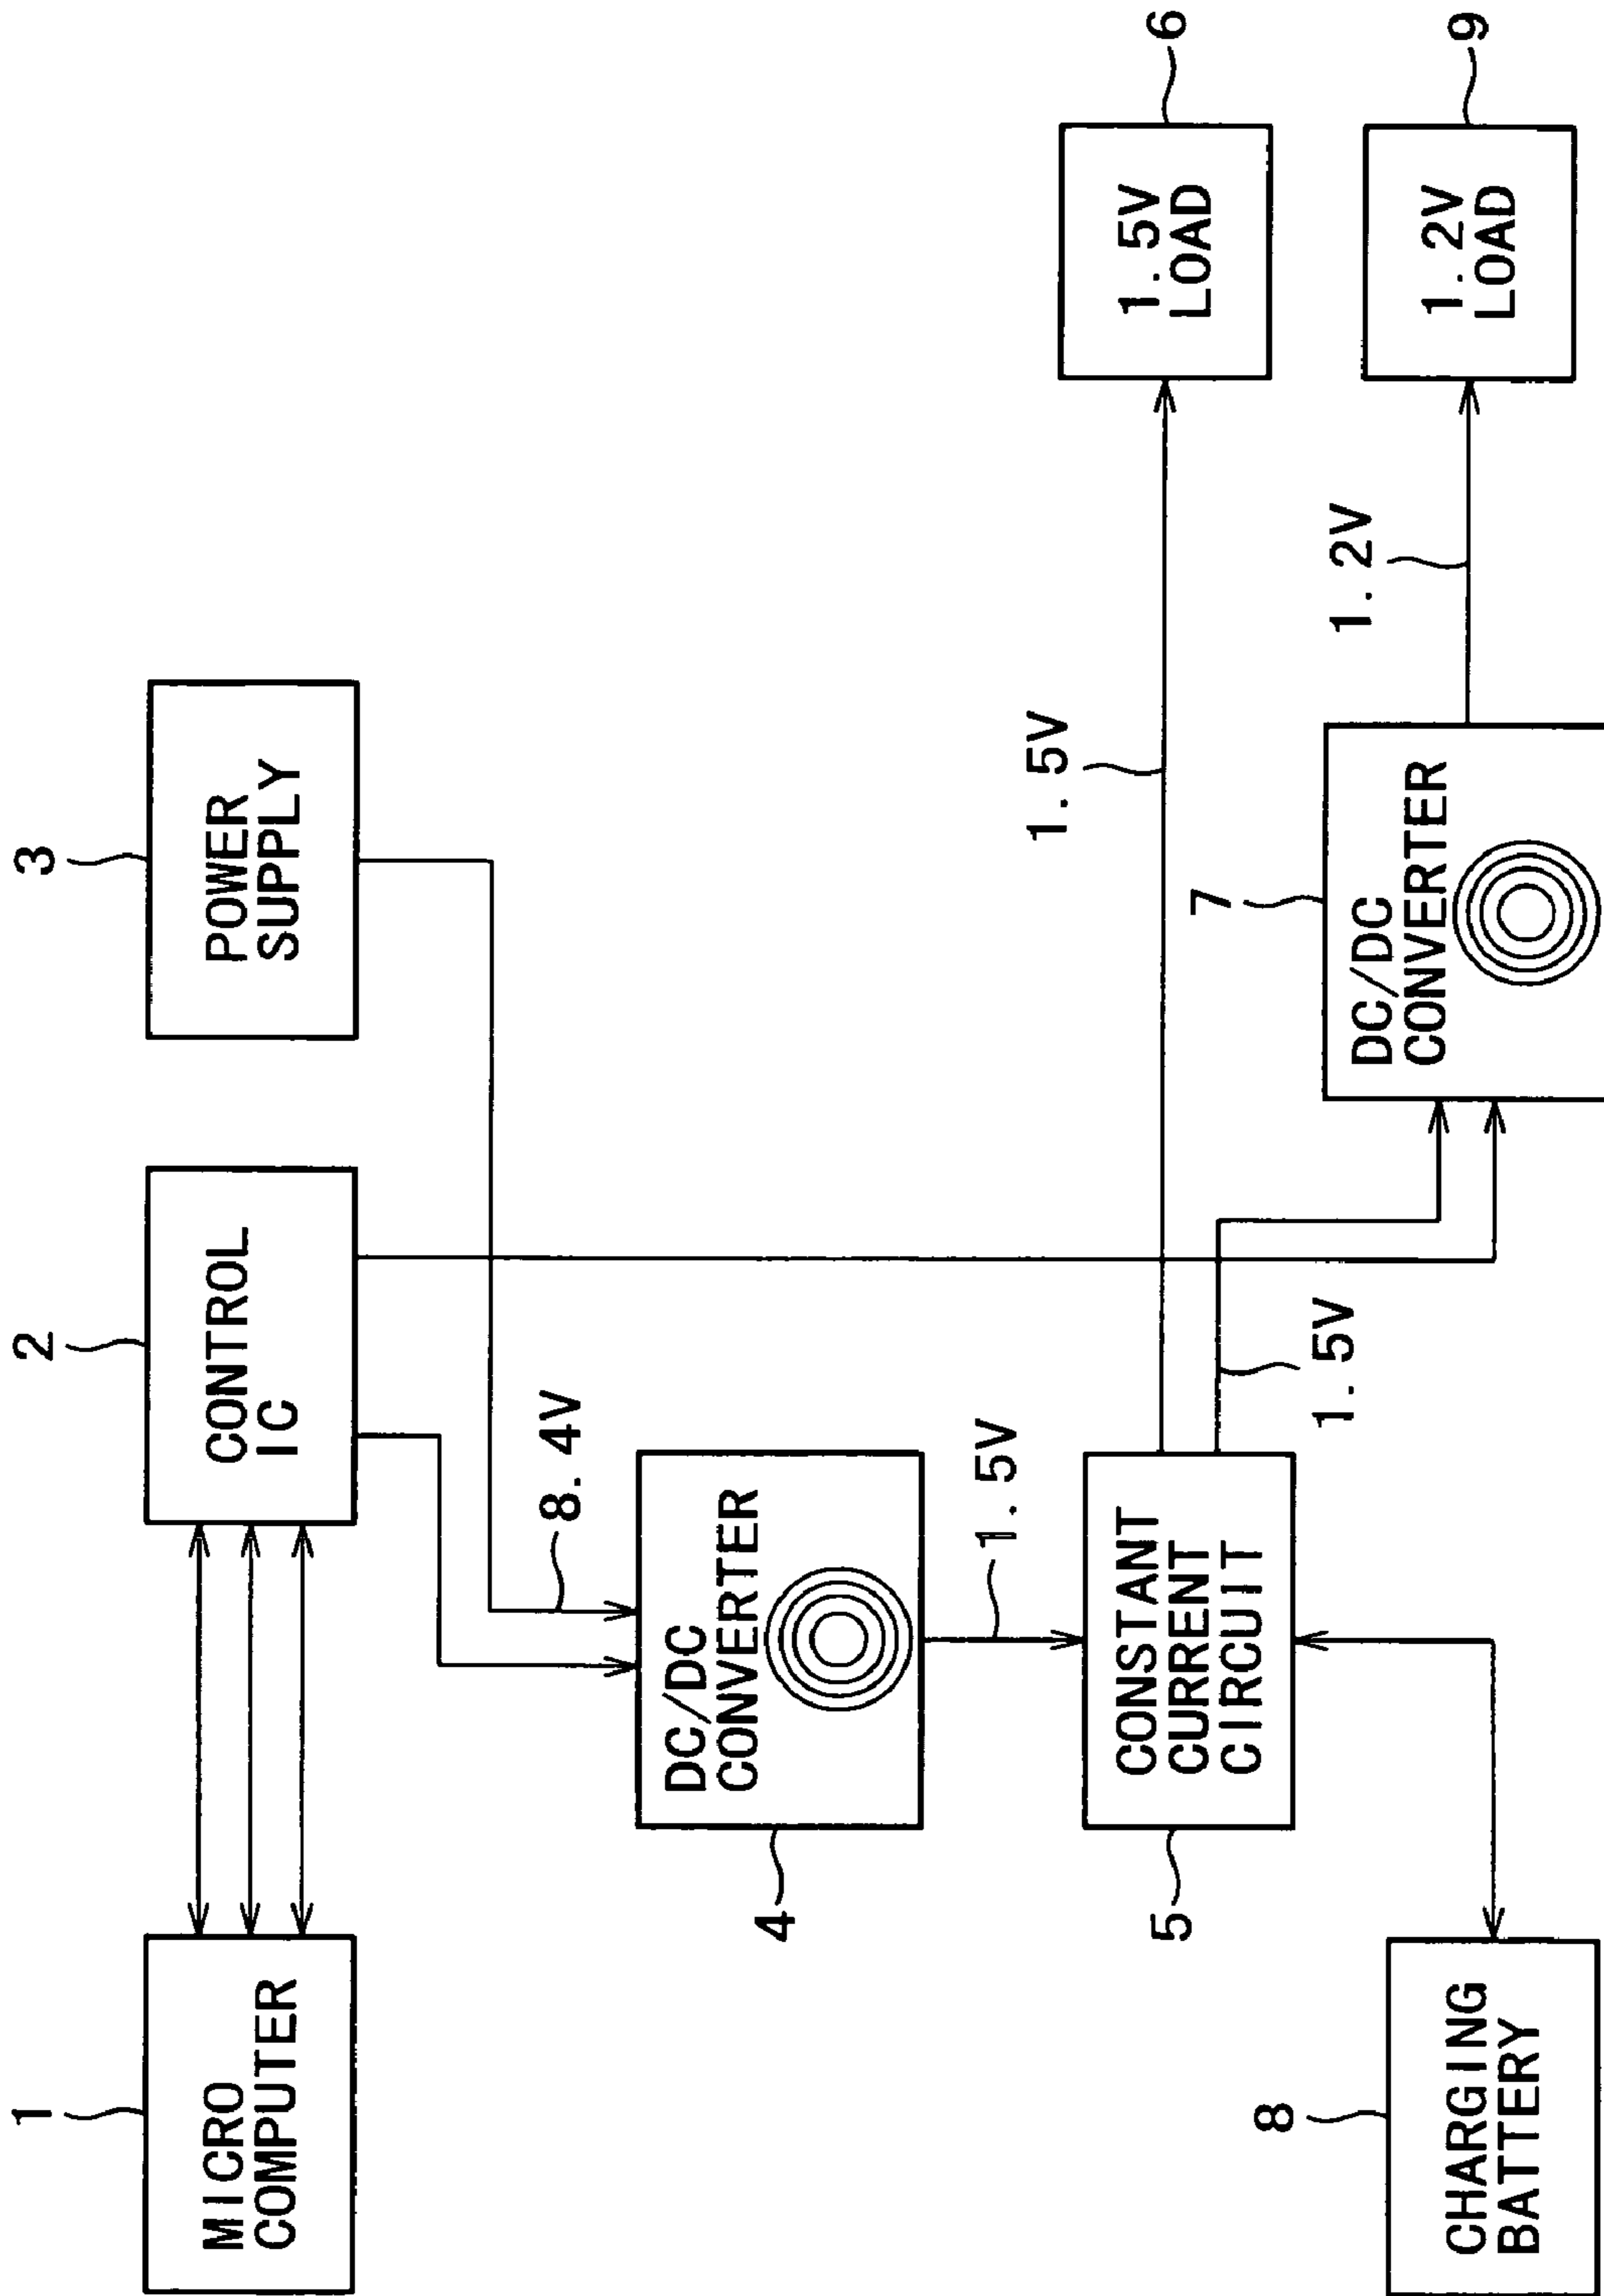 1
MICRO
COMPUTER
2
CONTROL
IC
3
POWER
SUPPLY
8.4V
4
DC/DC
CONVERTER
1.5V
5
CONSTANT
CURRENT
CIRCUIT
1.5V
1.5V
6
1.5V
LOAD
7
DC/DC
CONVERTER
1.2V
9
1.2V
LOAD
8
CHARGING
BATTERY